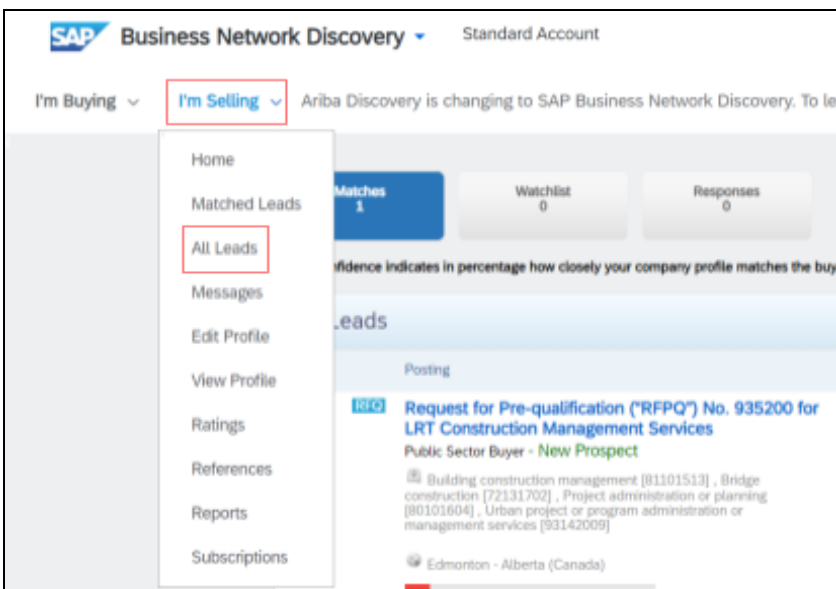 SAP Business Network Discovery Standard Account
I'm Buying I'm Selling Ariba Discovery is changing to SAP Business Network Discovery. To le
Home
Matched Leads
All Leads
Messages
Edit Profile
View Profile
Ratings
References
Reports
Subscriptions
Matches
1
Watchlist
0
Responses
0
nfidence indicates in percentage how closely your company profile matches the buy
Leads
Posting
RFQ
Request for Pre-qualification ("RFPQ") No. 935200 for
LRT Construction Management Services
Public Sector Buyer - New Prospect
Building construction management [81101513] , Bridge
construction [72131702] , Project administration or planning
[80101604] , Urban project or program administration or
management services [93142009]
Edmonton - Alberta (Canada)